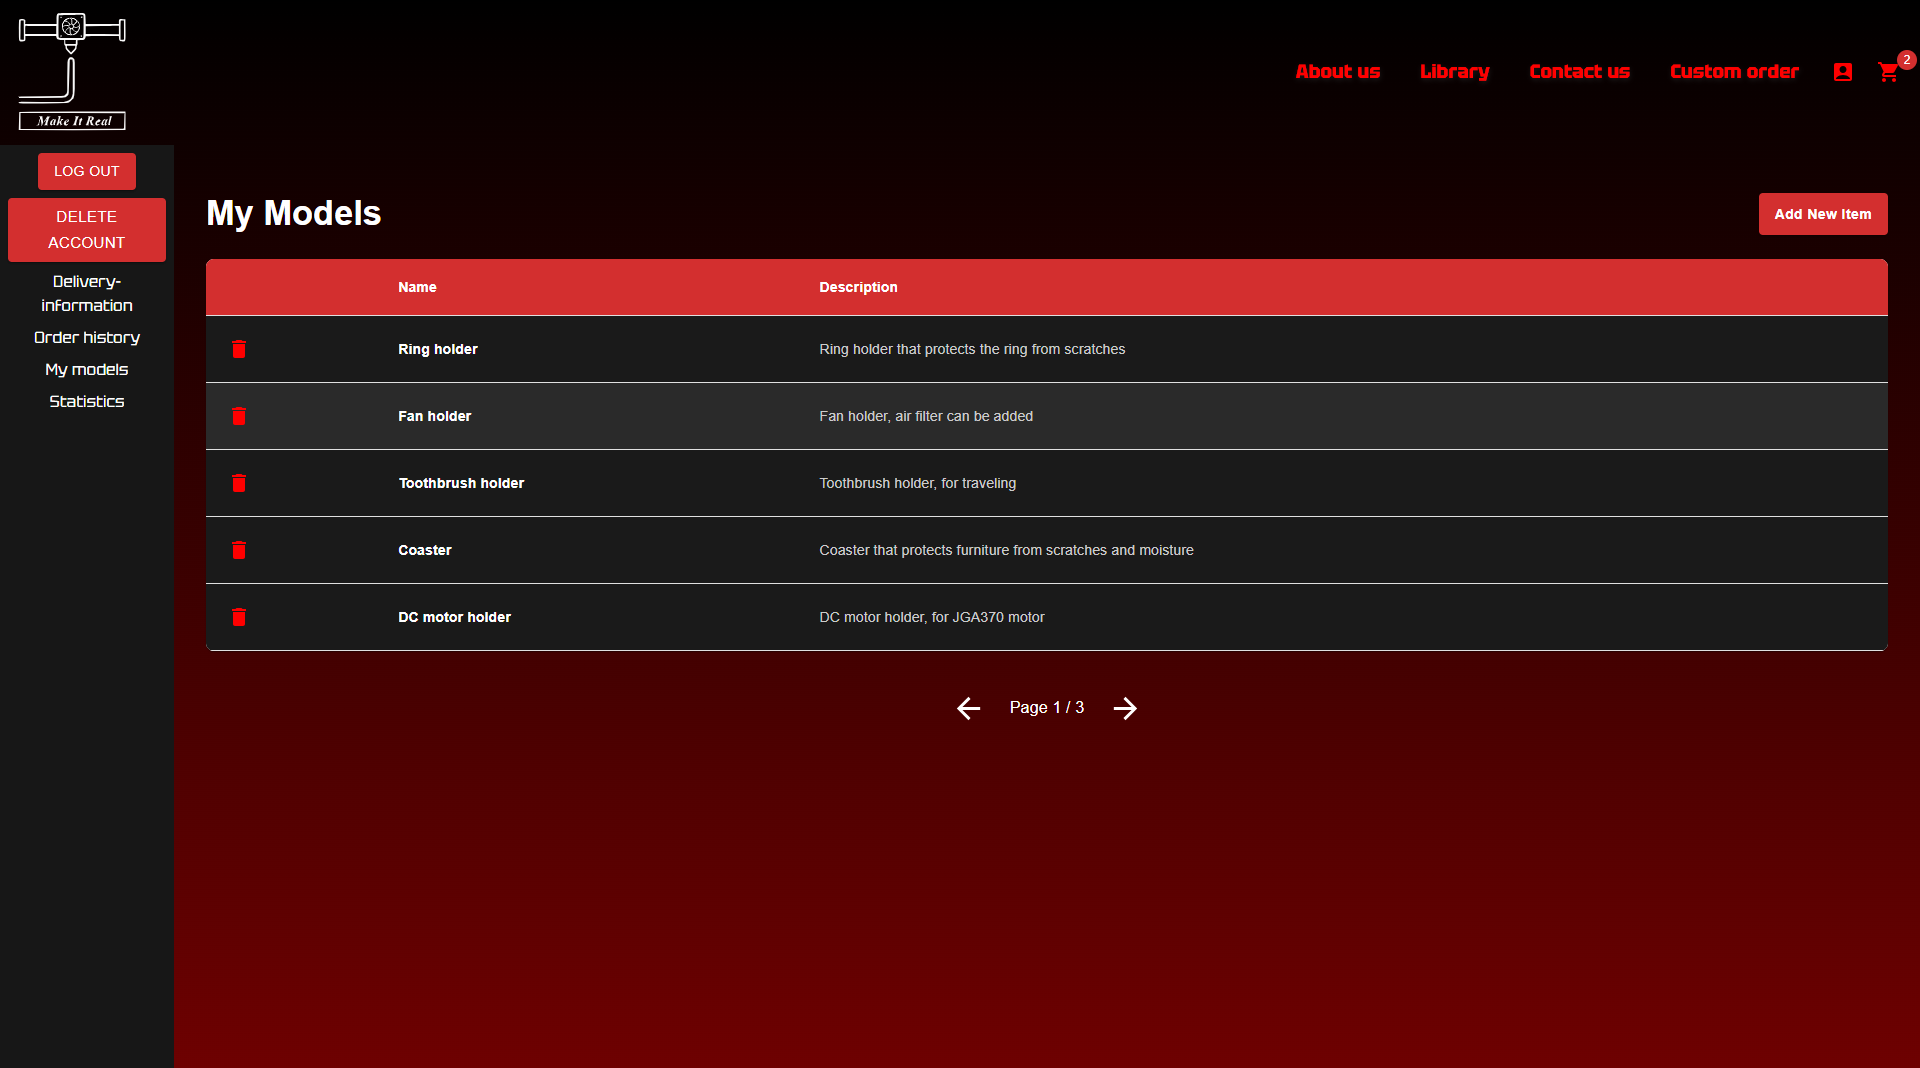 Make It Real
About us
Library
Contact us
Custom order
2
LOG OUT
DELETE
ACCOUNT
Delivery-
information
Order history
My models
Statistics
My Models
Add New Item
Name Description
Ring holder Ring holder that protects the ring from scratches
Fan holder Fan holder, air filter can be added
Toothbrush holder Toothbrush holder, for traveling
Coaster Coaster that protects furniture from scratches and moisture
DC motor holder DC motor holder, for JGA370 motor
Page 1 / 3